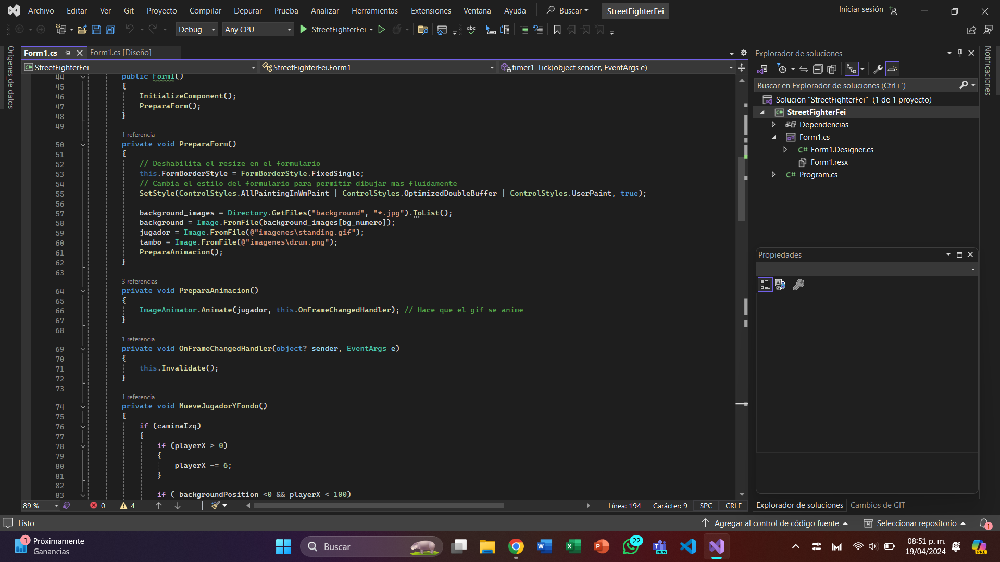 Archivo Editar Ver Git Proyecto Compilar Depurar Prueba Analizar Herramientas Extensiones Ventana Ayuda Buscar StreetFighterFei Iniciar sesión
Debug Any CPU StreetFighterFei
Orígenes de datos
Form1.cs Form1.cs [Diseño]
StreetFighterFei StreetFighterFei.Form1 timer1_Tick(object sender, EventArgs e)
44 public Form1()
45 {
46 InitializeComponent();
47 PreparaForm();
48 }
49
1 referencia
50 private void PreparaForm()
51 {
52 // Deshabilita el resize en el formulario
53 this.FormBorderStyle = FormBorderStyle.FixedSingle;
54 // Cambia el estilo del formulario para permitir dibujar mas fluidamente
55 SetStyle(ControlStyles.AllPaintingInWmPaint | ControlStyles.OptimizedDoubleBuffer | ControlStyles.UserPaint, true);
56
57 background_images = Directory.GetFiles("background", "*.jpg").ToList();
58 background = Image.FromFile(background_images[bg_numero]);
59 jugador = Image.FromFile(@"imagenes\standing.gif");
60 tambo = Image.FromFile(@"imagenes\drum.png");
61 PreparaAnimacion();
62 }
63
3 referencias
64 private void PreparaAnimacion()
65 {
66 ImageAnimator.Animate(jugador, this.OnFrameChangedHandler); // Hace que el gif se anime
67 }
68
1 referencia
69 private void OnFrameChangedHandler(object? sender, EventArgs e)
70 {
71 this.Invalidate();
72 }
73
1 referencia
74 private void MueveJugadorYFondo()
75 {
76 if (caminaIzq)
77 {
78 if (playerX > 0)
79 {
80 playerX -= 6;
81 }
82
83 if ( backgroundPosition <0 && playerX < 100)
89 % 0 4 Línea: 194 Carácter: 9 SPC CRLF
Explorador de soluciones
Buscar en Explorador de soluciones (Ctrl+´)
Solución "StreetFighterFei" (1 de 1 proyecto)
C# StreetFighterFei
Dependencias
Form1.cs
C# Form1.Designer.cs
Form1.resx
C# Program.cs
Propiedades
Explorador de soluciones Cambios de GIT
Notificaciones
Listo Agregar al control de código fuente Seleccionar repositorio 1
1 Próximamente
Ganancias
Buscar
22
NEW
08:51 p. m.
19/04/2024
PRE